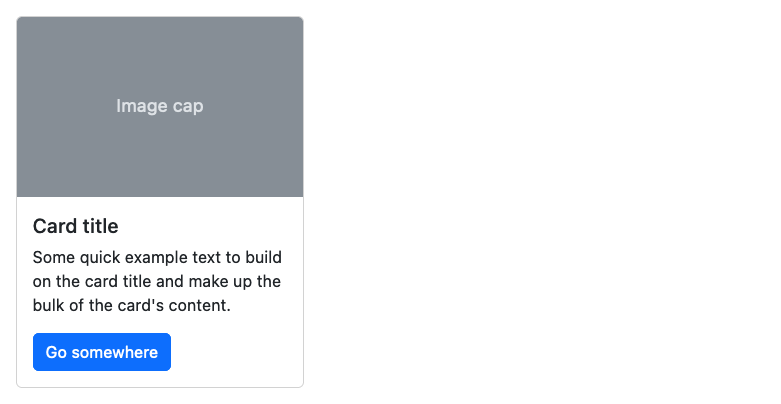 Image cap
Card title
Some quick example text to build
on the card title and make up the
bulk of the card's content.
Go somewhere